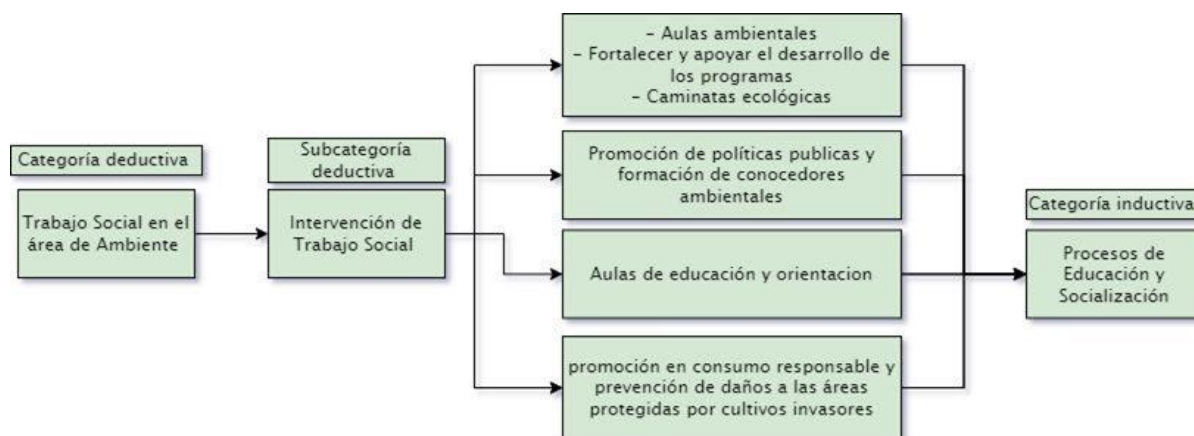 Categoría deductiva
Trabajo Social en el
área de Ambiente
Subcategoría
deductiva
Intervención de
Trabajo Social
– Aulas ambientales
– Fortalecer y apoyar el desarrollo de
los programas
– Caminatas ecológicas
Promoción de políticas publicas y
formación de conocedores
ambientales
Aulas de educación y orientacion
promoción en consumo responsable y
prevención de daños a las áreas
protegidas por cultivos invasores
Categoría inductiva
Procesos de
Educación y
Socialización